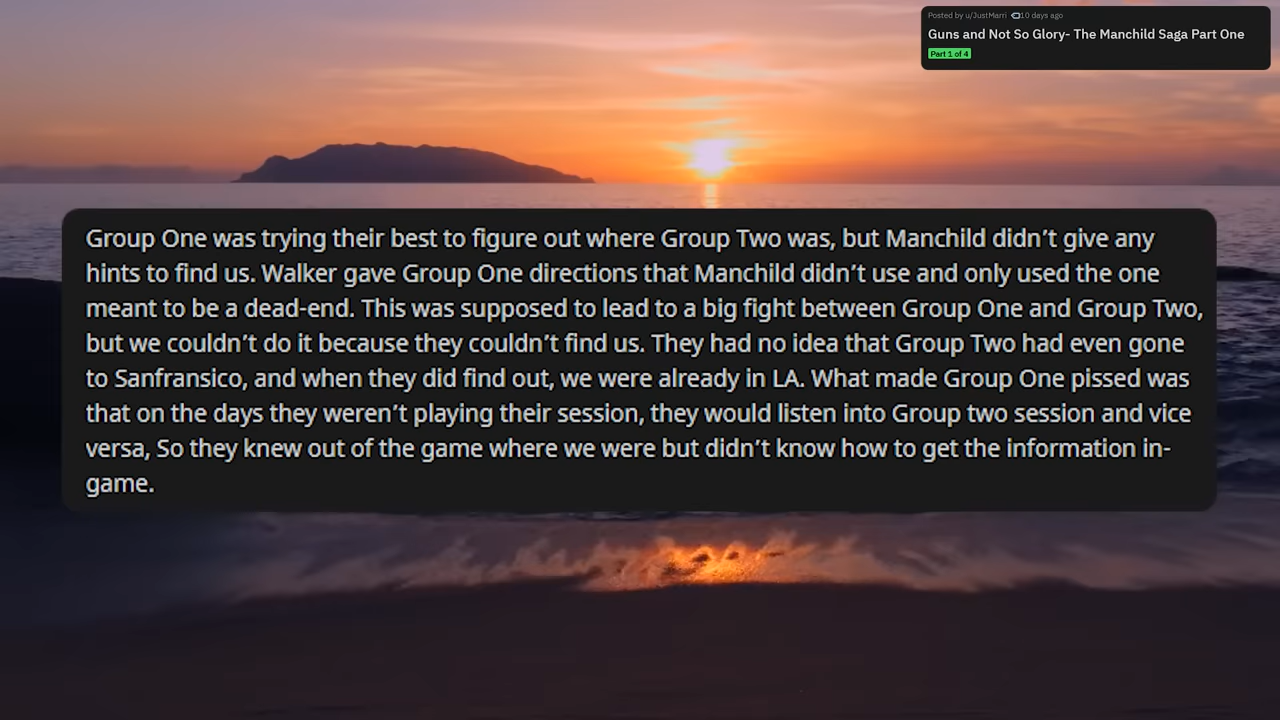 Posted by u/JustMarri 10 days ago
Guns and Not So Glory- The Manchild Saga Part One
Part 1 of 4
Group One was trying their best to figure out where Group Two was, but Manchild didn’t give any
hints to find us. Walker gave Group One directions that Manchild didn’t use and only used the one
meant to be a dead-end. This was supposed to lead to a big fight between Group One and Group Two,
but we couldn’t do it because they couldn’t find us. They had no idea that Group Two had even gone
to Sanfransico, and when they did find out, we were already in LA. What made Group One pissed was
that on the days they weren’t playing their session, they would listen into Group two session and vice
versa, So they knew out of the game where we were but didn’t know how to get the information in-
game.